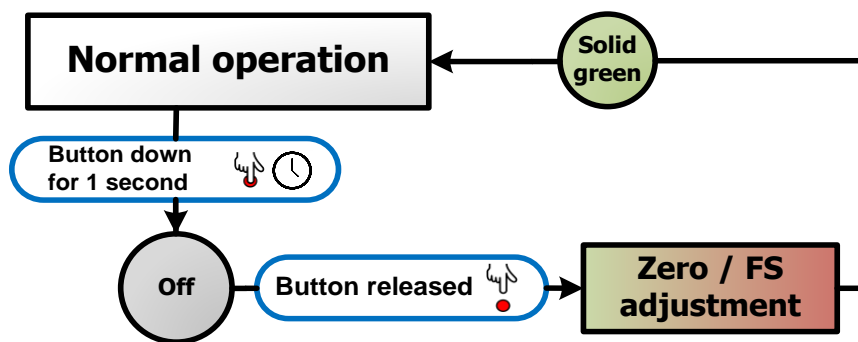 Normal operation
Solid
green
Button down
for 1 second
Off
Button released
Zero / FS
adjustment